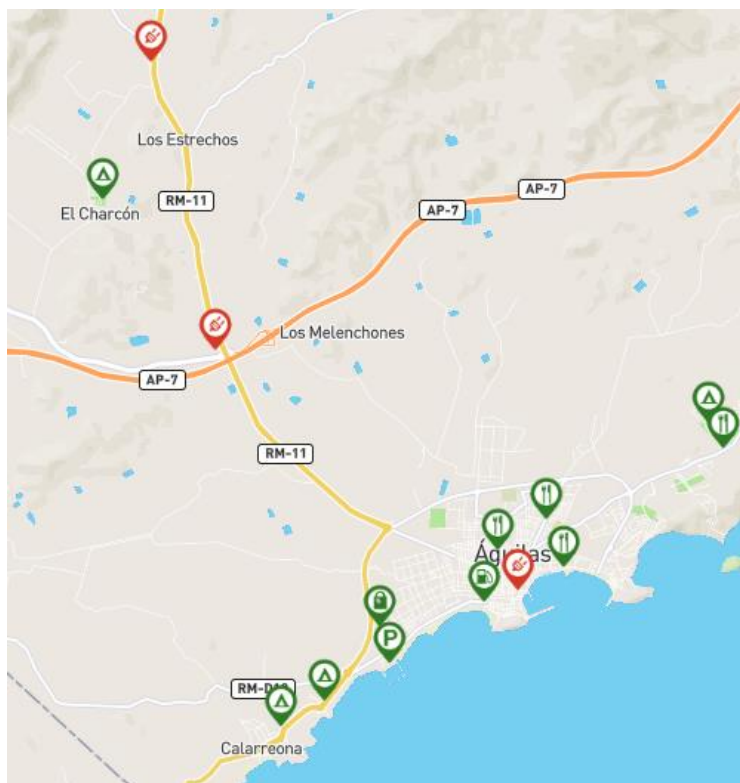 Los Estrechos
RM-11
El Charcón
AP-7
AP-7
Los Melenchones
AP-7
RM-11
Águilas
P
Calarreona